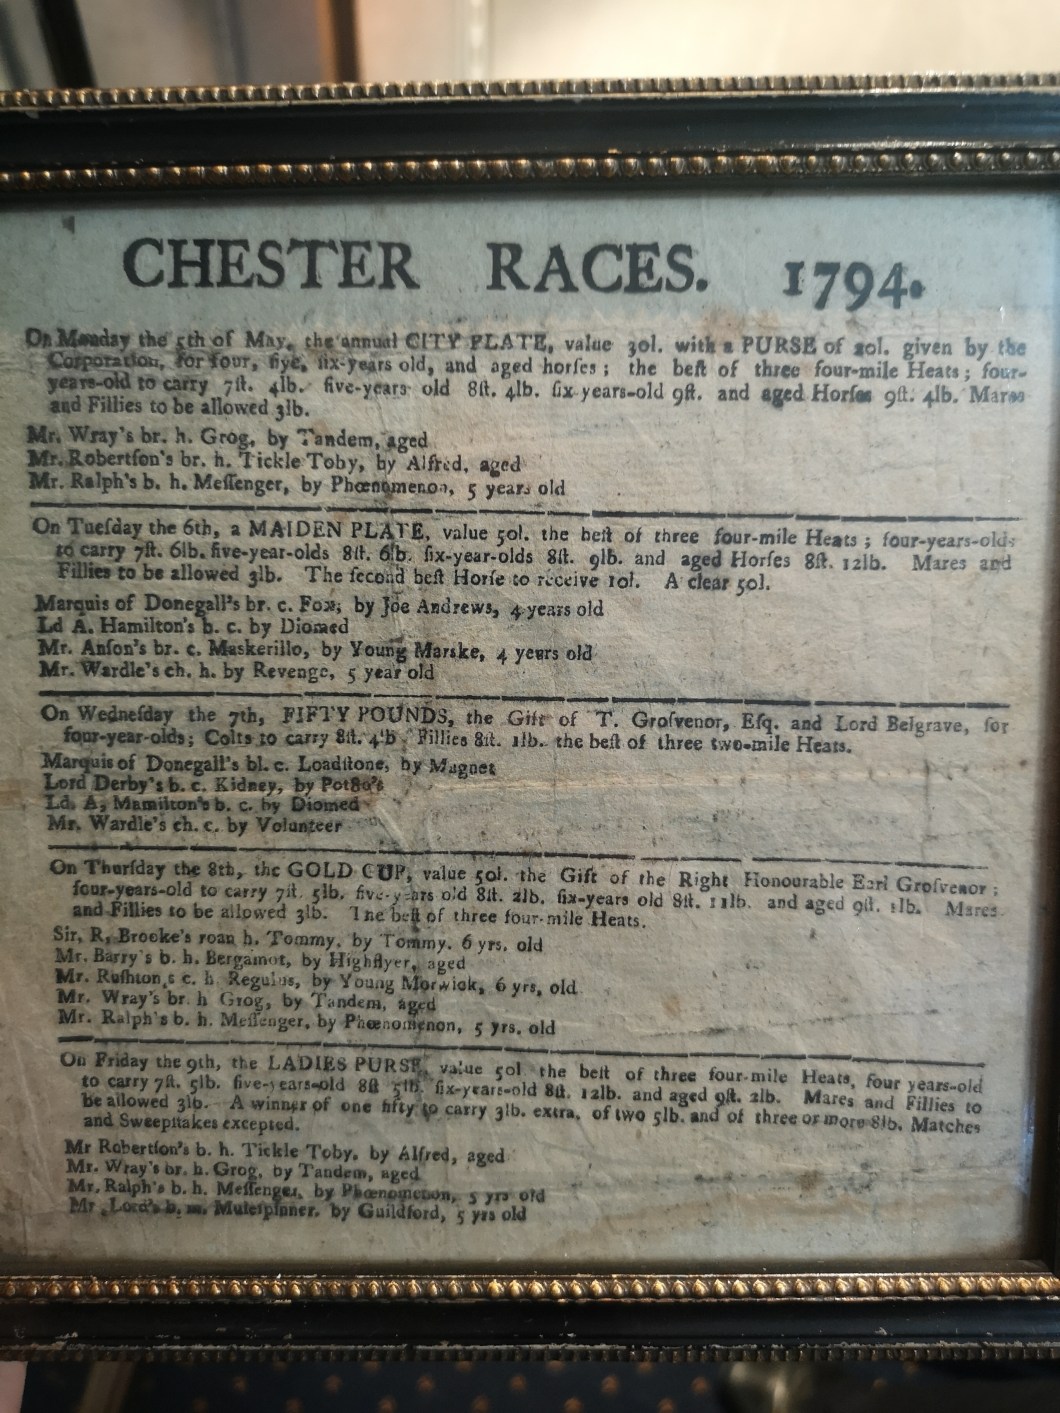 CHESTER RACES. 1794.
On Monday the 5th of May, the annual CITY PLATE, value 30l. with a PURSE of 20l. given by the
Corporation, for four, five, ſix-years old, and aged horſes; the beſt of three four-mile Heats; four-
years-old to carry 7ſt. 4lb. five-years old 8ſt. 4lb. ſix years-old 9ſt. and aged Horſes 9ſt. 4lb. Mares
and Fillies to be allowed 3lb.
Mr. Wray's br. h. Grog, by Tandem, aged
Mr. Robertſon's br. h. Tickle Toby, by Alfred, aged
Mr. Ralph's b. h. Meſſenger, by Phœnomenon, 5 years old
On Tueſday the 6th, a MAIDEN PLATE, value 50l. the beſt of three four-mile Heats; four-years-olds
to carry 7ſt. 6lb. five-year-olds 8ſt. 6lb. ſix-year-olds 8ſt. 9lb. and aged Horſes 8ſt. 12lb. Mares and
Fillies to be allowed 3lb. The ſecond beſt Horſe to receive 10l. A clear 50l.
Marquis of Donegall's br. c. Fox, by Joe Andrews, 4 years old
Ld A. Hamilton's b. c. by Diomed
Mr. Anſon's br. c. Maskerillo, by Young Marske, 4 years old
Mr. Wardle's ch. h. by Revenge, 5 year old
On Wedneſday the 7th, FIFTY POUNDS, the Gift of T. Groſvenor, Eſq. and Lord Belgrave, for
four-year-olds; Colts to carry 8ſt. 4lb. Fillies 8ſt. 1lb. the beſt of three two-mile Heats.
Marquis of Donegall's bl. c. Loadſtone, by Magnet
Lord Derby's b. c. Kidney, by Pot8o's
Ld. A, Hamilton's b. c. by Diomed
Mr. Wardle's ch. c. by Volunteer
On Thurſday the 8th, the GOLD CUP, value 50l. the Gift of the Right Honourable Earl Groſvenor;
four-years-old to carry 7ſt. 5lb. five-years old 8ſt. 2lb. ſix-years old 8ſt. 11lb. and aged 9ſt. 1lb. Mares
and Fillies to be allowed 3lb. The beſt of three four-mile Heats.
Sir, R, Brooke's roan h. Tommy, by Tommy. 6 yrs. old
Mr. Barry's b. h. Bergamot, by Highflyer, aged
Mr. Ruſhton,s c. h Regulus, by Young Morwick, 6 yrs, old
Mr. Wray's br. h Grog, by Tandem, aged
Mr. Ralph's b. h. Meſſenger, by Phœnomenon, 5 yrs. old
On Friday the 9th, the LADIES PURSE, value 50l the beſt of three four-mile Heats, four years-old
to carry 7ſt. 5lb. five-years-old 8ſt 5lb. ſix-years-old 8ſt. 12lb. and aged 9ſt. 2lb. Mares and Fillies to
be allowed 3lb. A winner of one fifty to carry 3lb. extra, of two 5lb. and of three or more 8lb. Matches
and Sweepſtakes excepted.
Mr Robertſon's b. h. Tickle Toby, by Alfred, aged
Mr. Wray's br. h. Grog, by Tandem, aged
Mr. Ralph's b. h. Meſſenger, by Phœnomenon, 5 yrs old
Mr. Lord's b. m. Muleſpinner, by Guildford, 5 yrs old